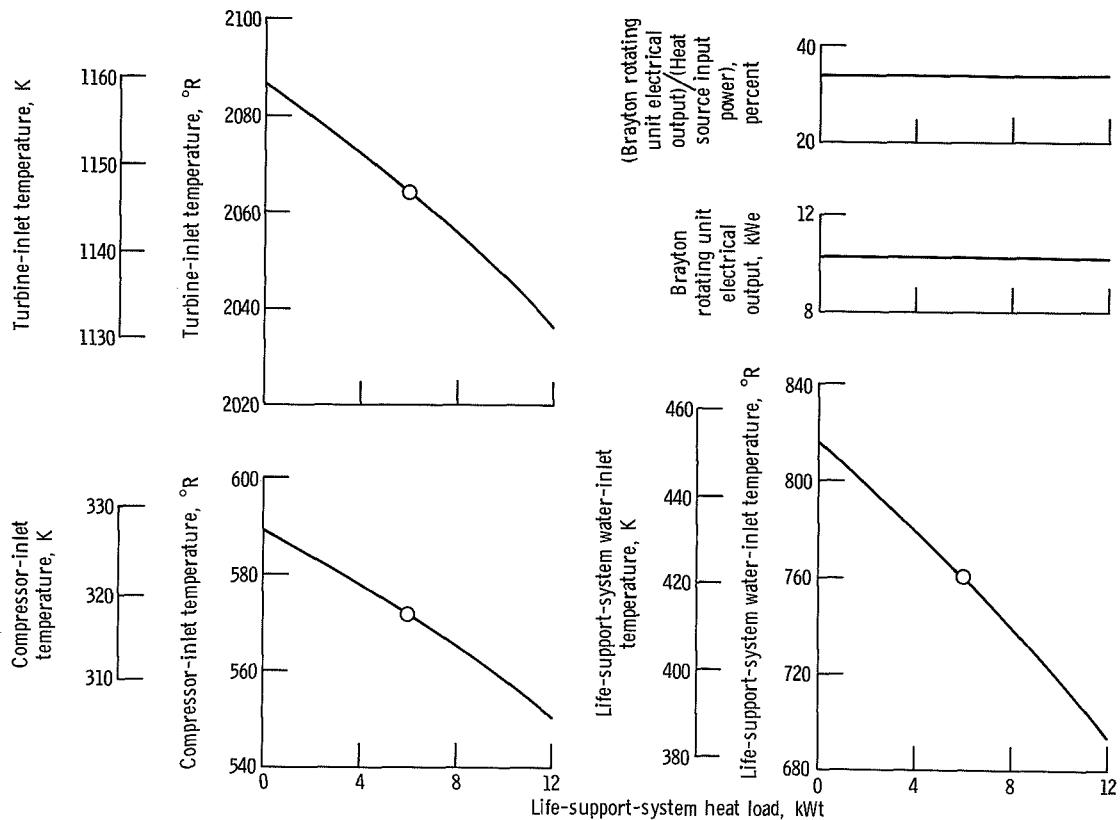 Turbine-inlet temperature, K
1160
1150
1140
1130
Turbine-inlet temperature, °R
2100
2080
2060
2040
2020
(Brayton rotating
unit electrical
output)/(Heat
source input
power),
percent
40
20
Brayton
rotating unit
electrical
output, kWe
12
8
Compressor-inlet
temperature, K
330
320
310
Compressor-inlet temperature, °R
600
580
560
540
0 4 8 12
Life-support-system water-inlet
temperature, K
460
440
420
400
380
Life-support-system water-inlet temperature, °R
840
800
760
720
680
0 4 8 12
Life-support-system heat load, kWt